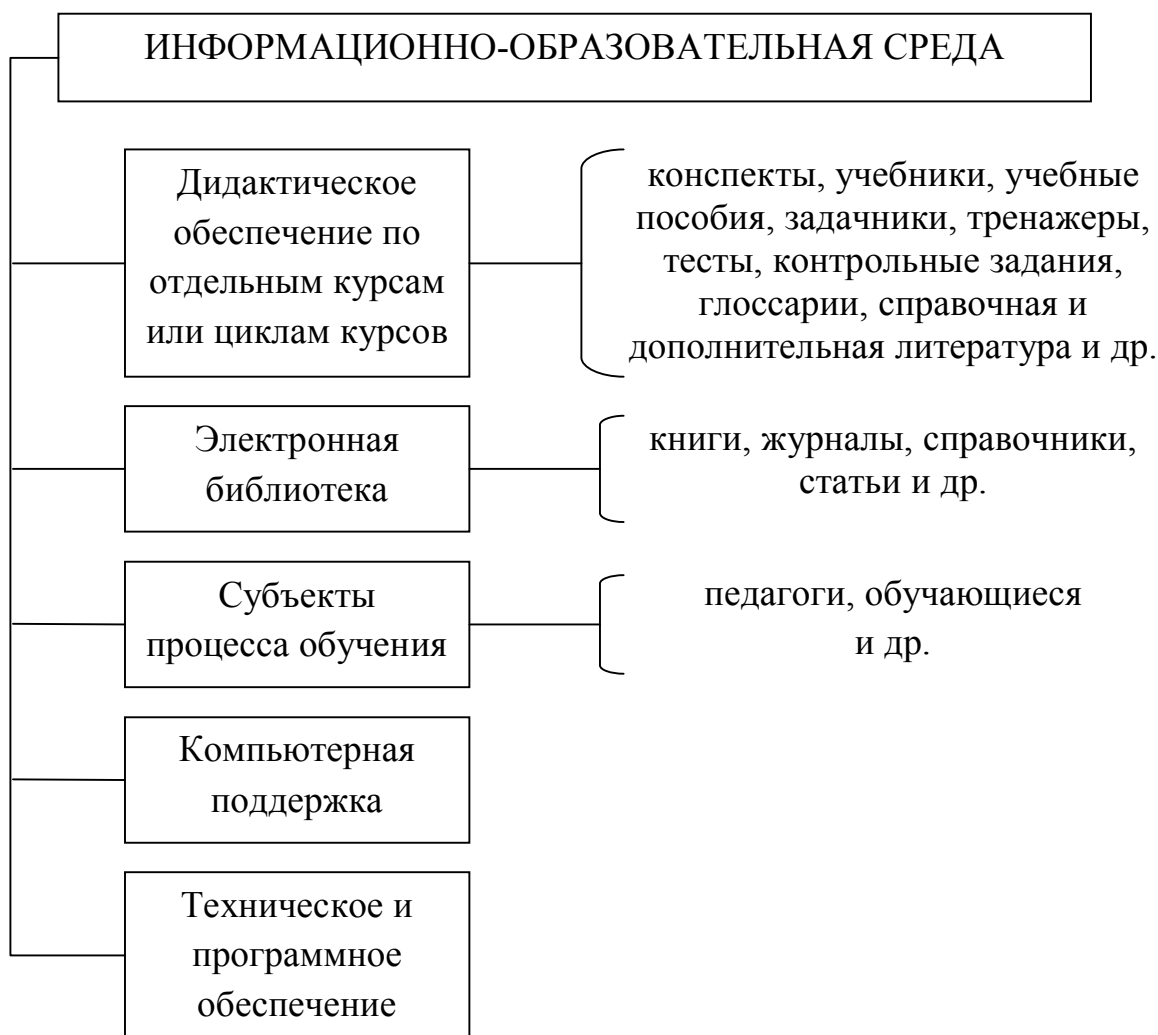 ИНФОРМАЦИОННО-ОБРАЗОВАТЕЛЬНАЯ СРЕДА
Дидактическое
обеспечение по
отдельным курсам
или циклам курсов
конспекты, учебники, учебные
пособия, задачники, тренажеры,
тесты, контрольные задания,
глоссарии, справочная и
дополнительная литература и др.
Электронная
библиотека
книги, журналы, справочники,
статьи и др.
Субъекты
процесса обучения
педагоги, обучающиеся
и др.
Компьютерная
поддержка
Техническое и
программное
обеспечение